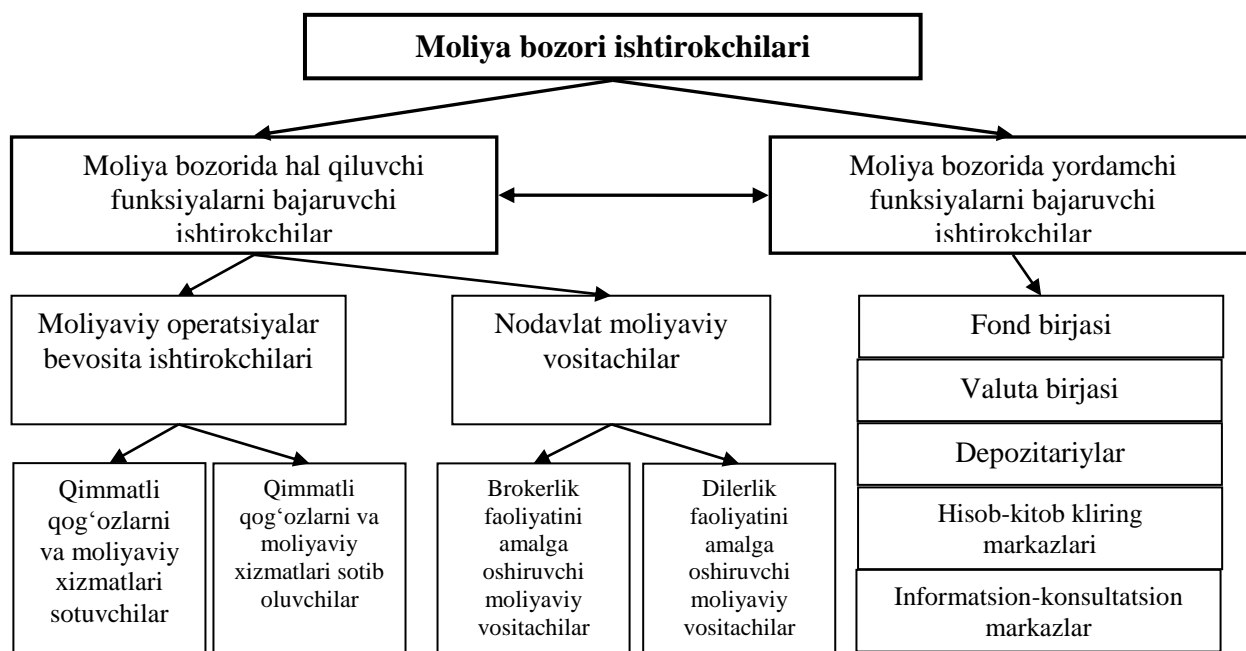 Moliya bozori ishtirokchilari
Moliya bozorida hal qiluvchi
funksiyalarni bajaruvchi
ishtirokchilar
Moliya bozorida yordamchi
funksiyalarni bajaruvchi
ishtirokchilar
Moliyaviy operatsiyalar
bevosita ishtirokchilari
Nodavlat moliyaviy
vositachilar
Qimmatli
qog‘ozlarni
va moliyaviy
xizmatlari
sotuvchilar
Qimmatli
qog‘ozlarni va
moliyaviy
xizmatlari sotib
oluvchilar
Brokerlik
faoliyatini
amalga
oshiruvchi
moliyaviy
vositachilar
Dilerlik
faoliyatini
amalga
oshiruvchi
moliyaviy
vositachilar
Fond birjasi
Valuta birjasi
Depozitariylar
Hisob-kitob kliring
markazlari
Informatsion-konsultatsion
markazlar